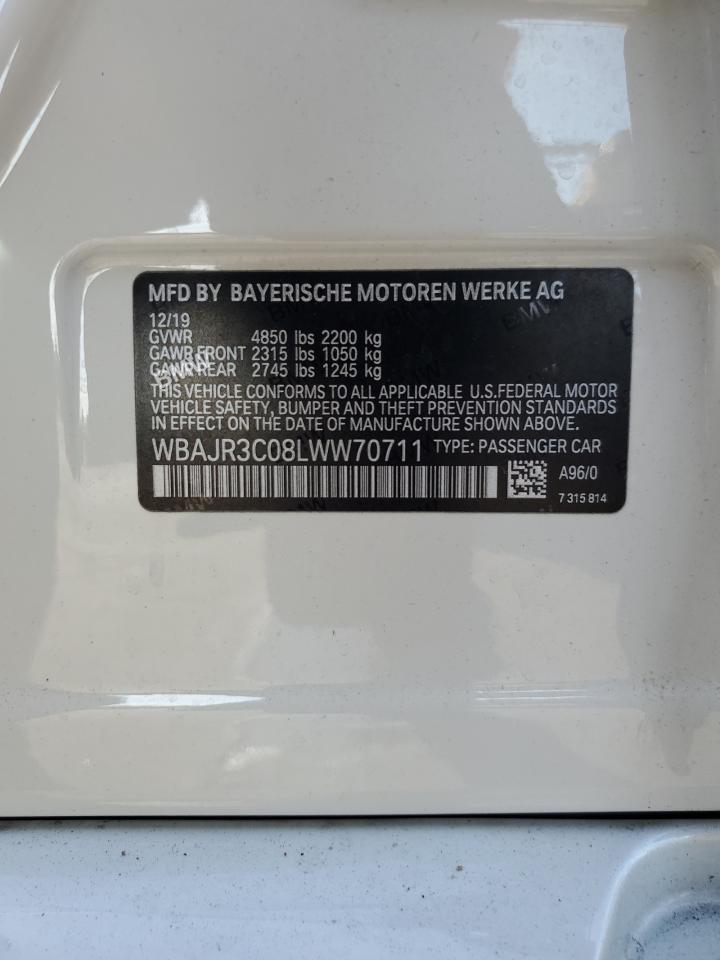 MFD BY BAYERISCHE MOTOREN WERKE AG
12/19
GVWR 4850 lbs 2200 kg
GAWR FRONT 2315 lbs 1050 kg
GAWR REAR 2745 lbs 1245 kg
THIS VEHICLE CONFORMS TO ALL APPLICABLE U.S.FEDERAL MOTOR
VEHICLE SAFETY, BUMPER AND THEFT PREVENTION STANDARDS
IN EFFECT ON THE DATE OF MANUFACTURE SHOWN ABOVE.
WBAJR3C08LWW70711 TYPE: PASSENGER CAR
A96/0
7 315 814